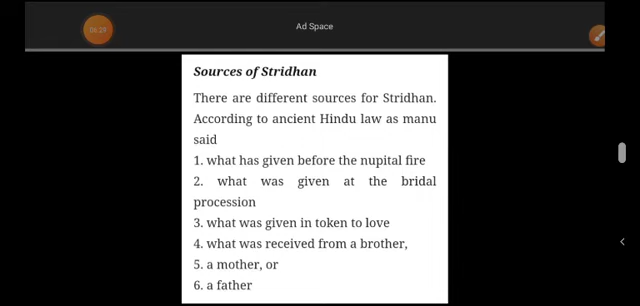 06:29
Ad Space
Sources of Stridhan
There are different sources for Stridhan.
According to ancient Hindu law as manu
said
1. what has given before the nupital fire
2. what was given at the bridal
procession
3. what was given in token to love
4. what was received from a brother,
5. a mother, or
6. a father